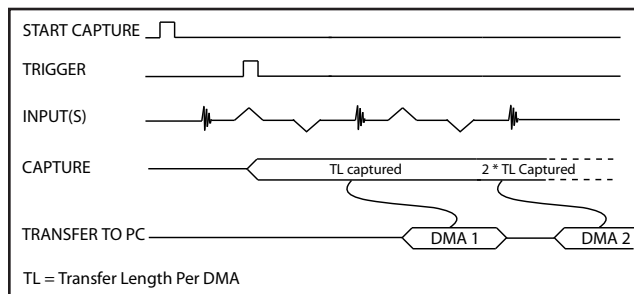 START CAPTURE
TRIGGER
INPUT(S)
CAPTURE
TL captured
2 * TL Captured
TRANSFER TO PC
DMA 1
DMA 2
TL = Transfer Length Per DMA